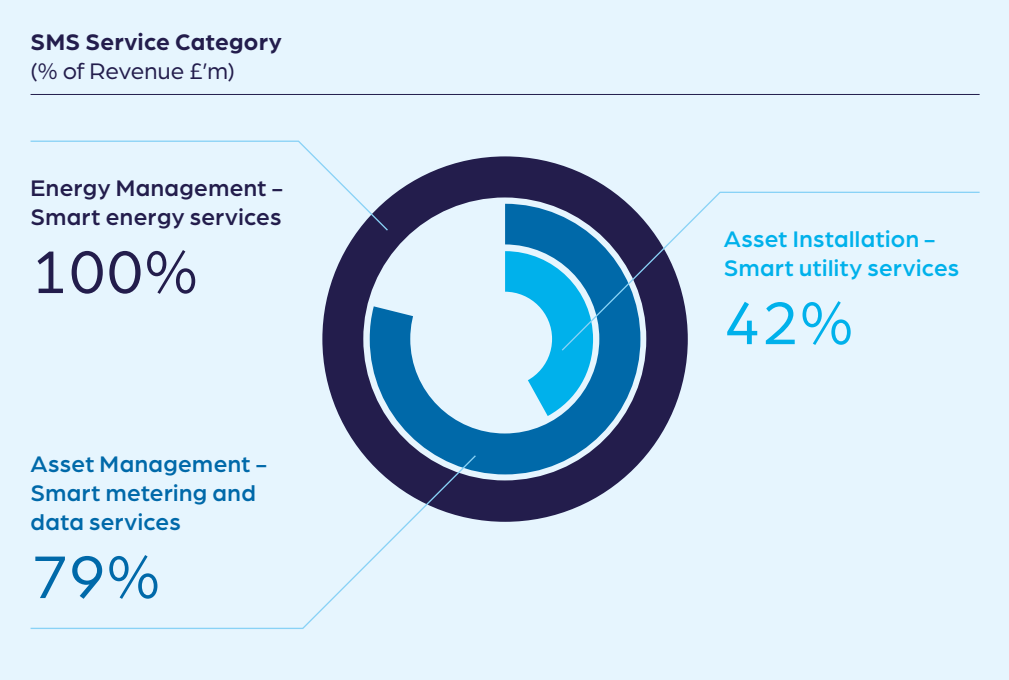 SMS Service Category
(% of Revenue £’m)
Energy Management –
Smart energy services
100%
Asset Installation –
Smart utility services
42%
Asset Management –
Smart metering and
data services
79%